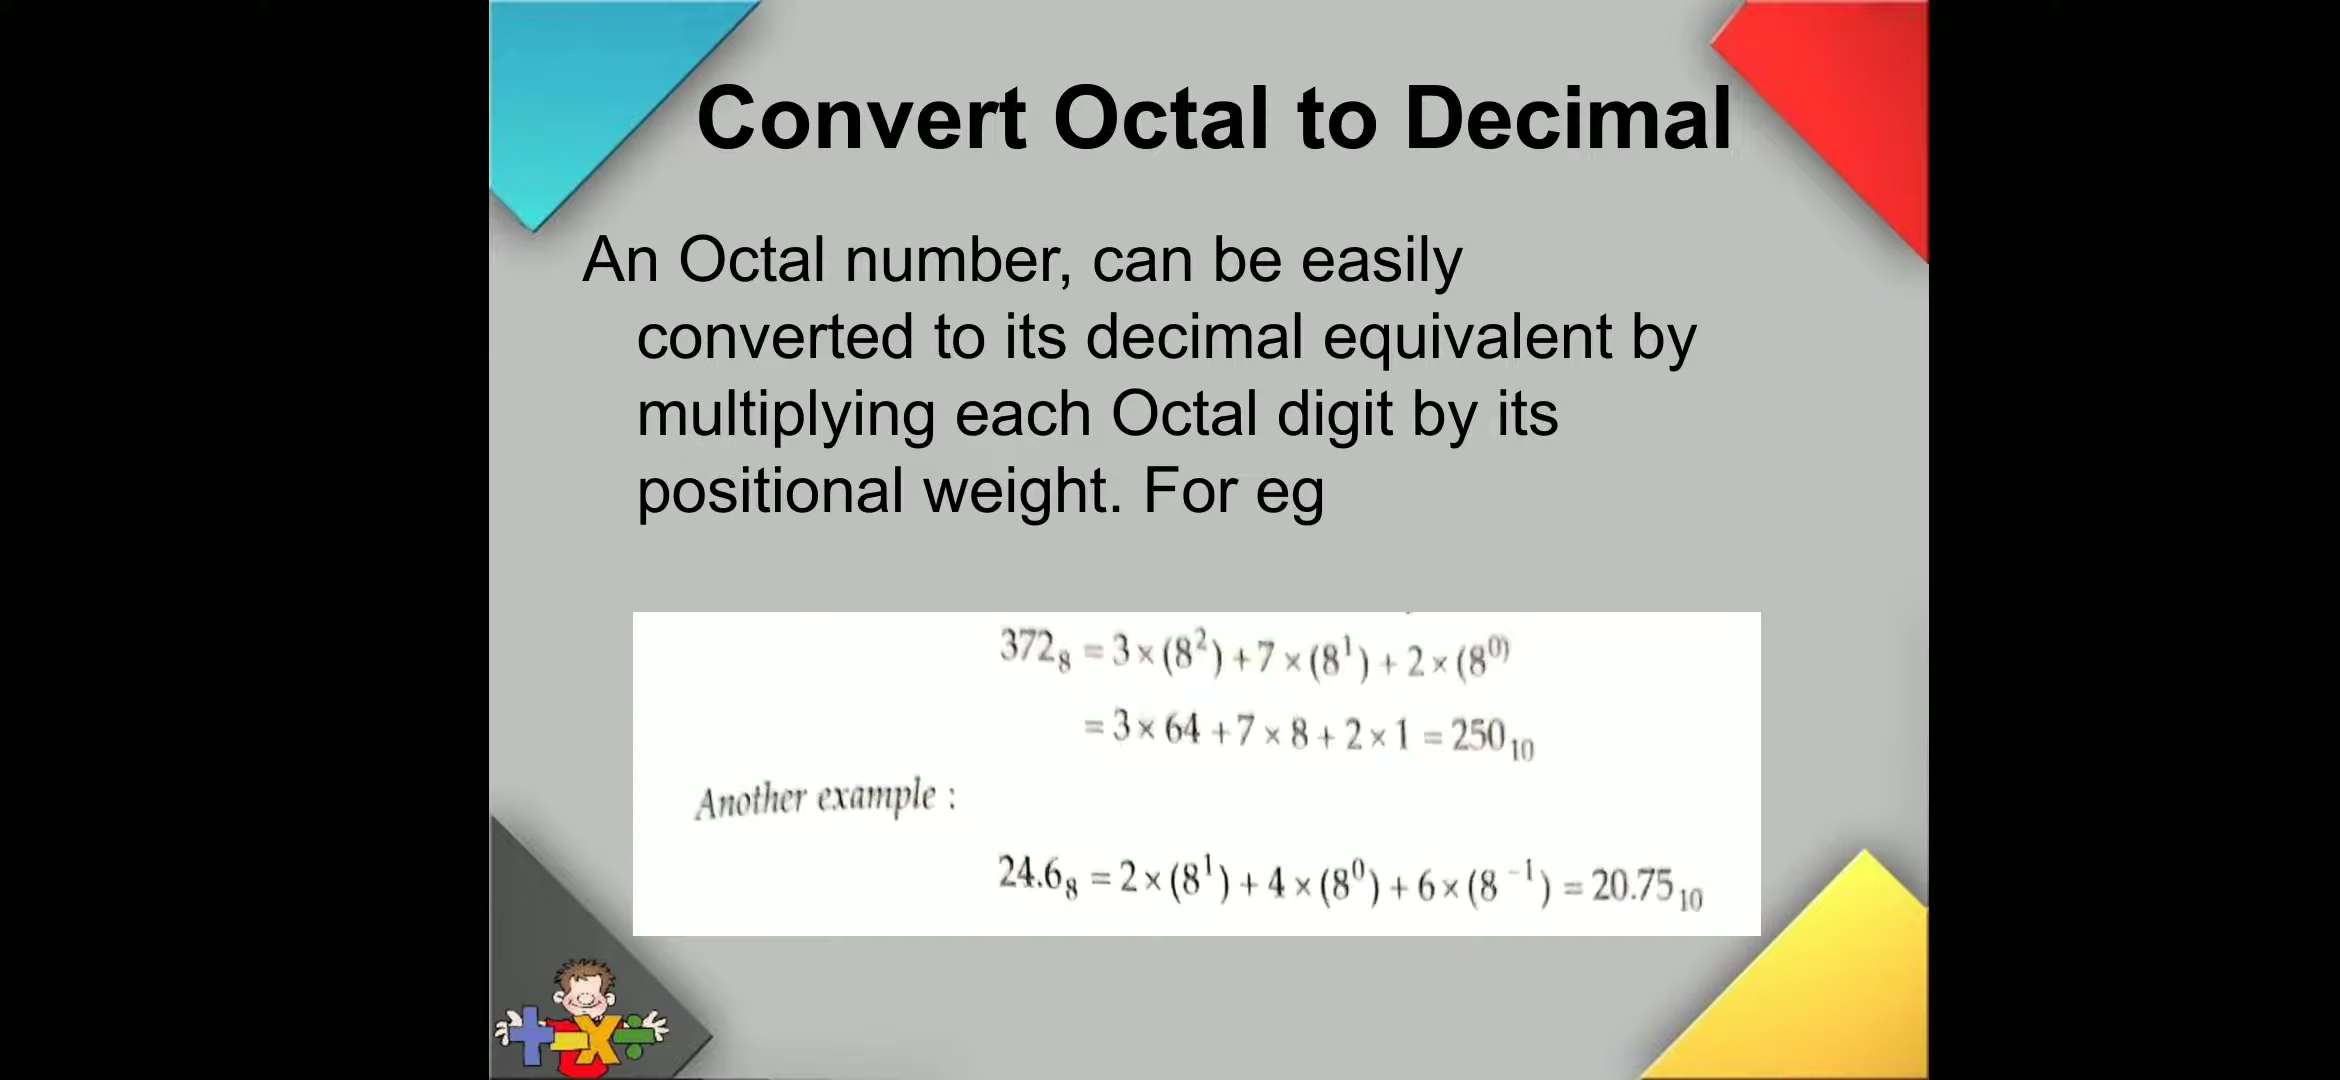 Convert Octal to Decimal
An Octal number, can be easily
converted to its decimal equivalent by
multiplying each Octal digit by its
positional weight. For eg
372₈ = 3 × (8²) + 7 × (8¹) + 2 × (8⁰)
= 3 × 64 + 7 × 8 + 2 × 1 = 250₁₀
Another example :
24.6₈ = 2 × (8¹) + 4 × (8⁰) + 6 × (8⁻¹) = 20.75₁₀